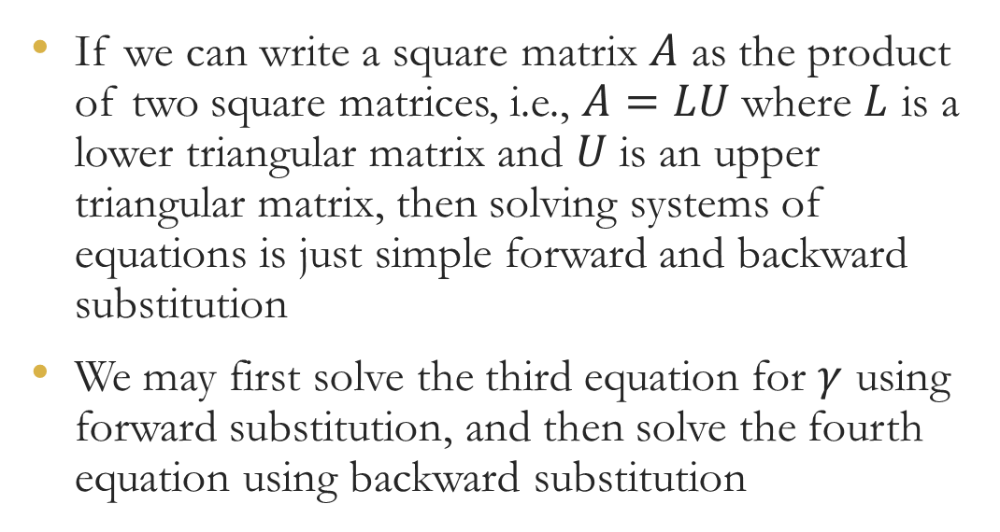 • If we can write a square matrix A as the product
of two square matrices, i.e., A = LU where L is a
lower triangular matrix and U is an upper
triangular matrix, then solving systems of
equations is just simple forward and backward
substitution
• We may first solve the third equation for γ using
forward substitution, and then solve the fourth
equation using backward substitution